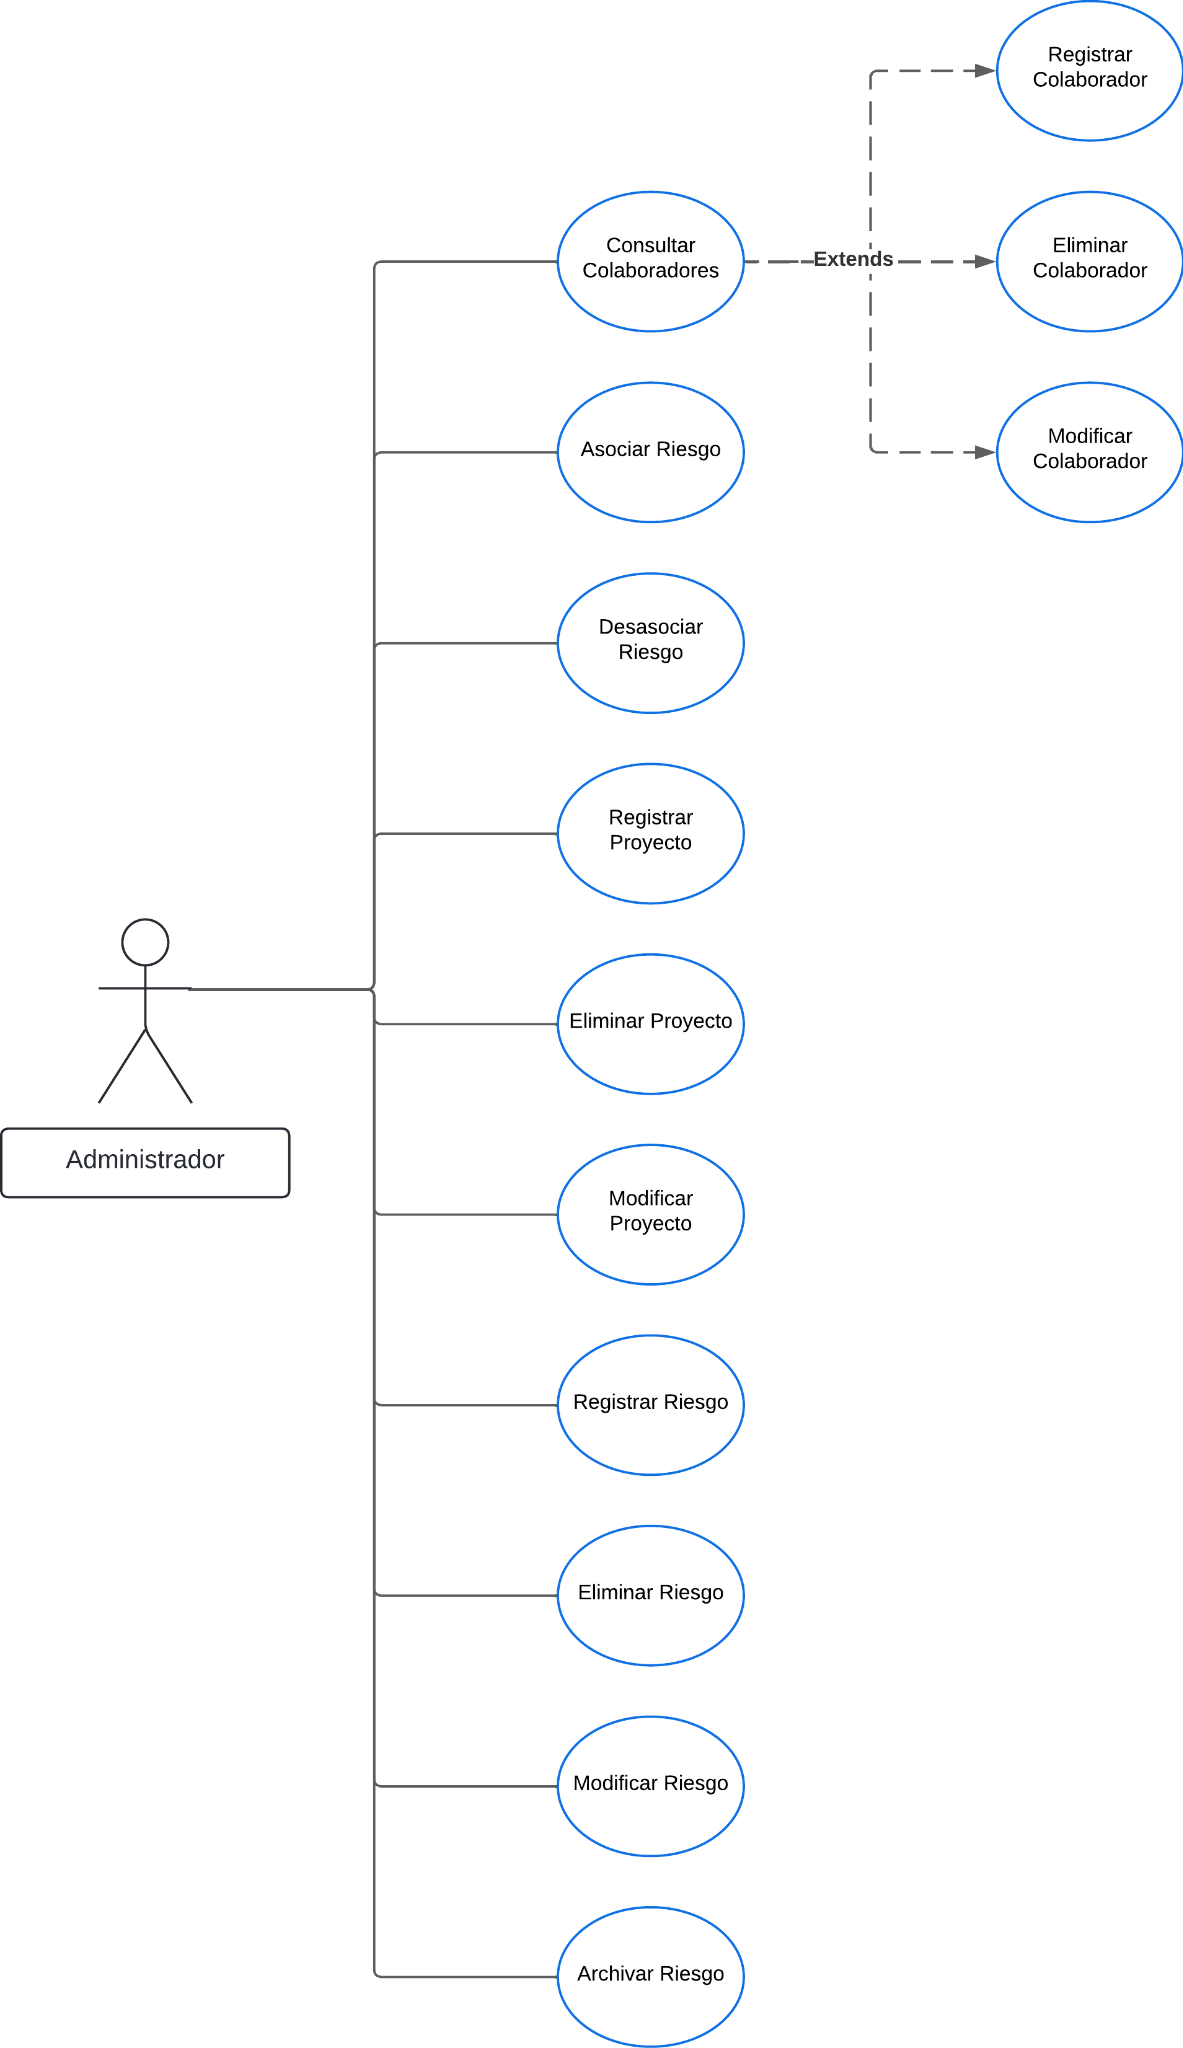 Registrar
Colaborador
Consultar
Colaboradores
Extends
Eliminar
Colaborador
Modificar
Colaborador
Asociar Riesgo
Desasociar
Riesgo
Registrar
Proyecto
Eliminar Proyecto
Administrador
Modificar
Proyecto
Registrar Riesgo
Eliminar Riesgo
Modificar Riesgo
Archivar Riesgo